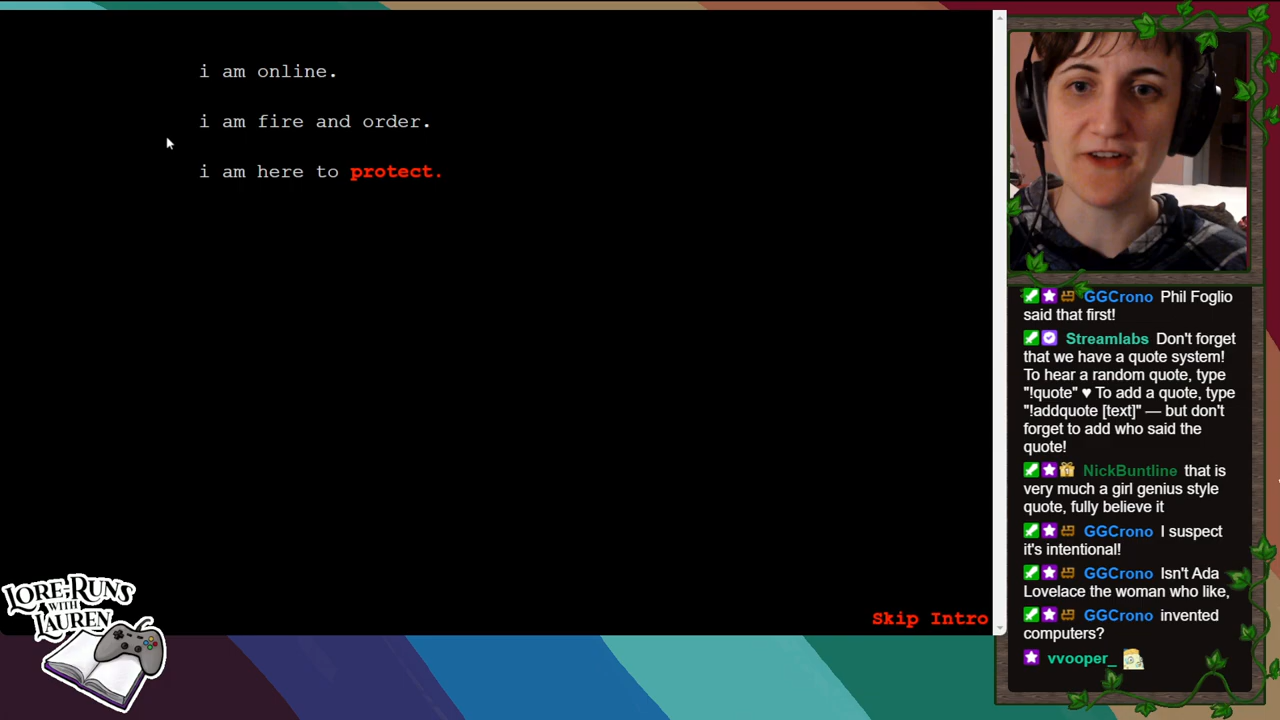 i am online.
i am fire and order.
i am here to protect.
Skip Intro
LORE-RUNS
WITH
LAUREN
GGCrono Phil Foglio
said that first!
Streamlabs Don't forget
that we have a quote system!
To hear a random quote, type
"!quote" ♥ To add a quote, type
"!addquote [text]" — but don't
forget to add who said the
quote!
NickBuntline that is
very much a girl genius style
quote, fully believe it
GGCrono I suspect
it's intentional!
GGCrono Isn't Ada
Lovelace the woman who like,
GGCrono invented
computers?
vvooper_